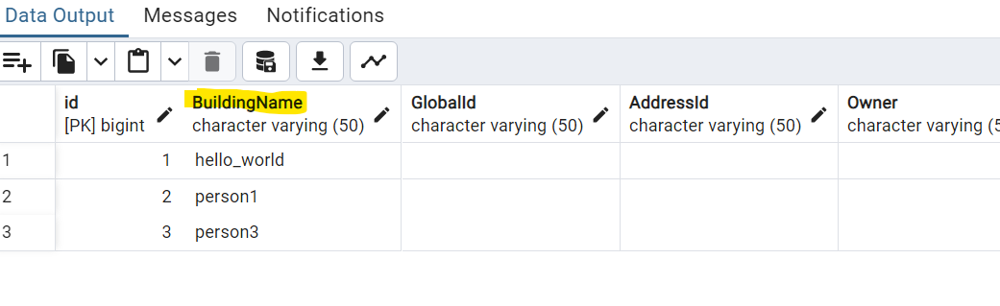 Data Output Messages Notifications
id BuildingName GlobalId AddressId Owner
[PK] bigint character varying (50) character varying (50) character varying (50) character varying (
1 1 hello_world
2 2 person1
3 3 person3